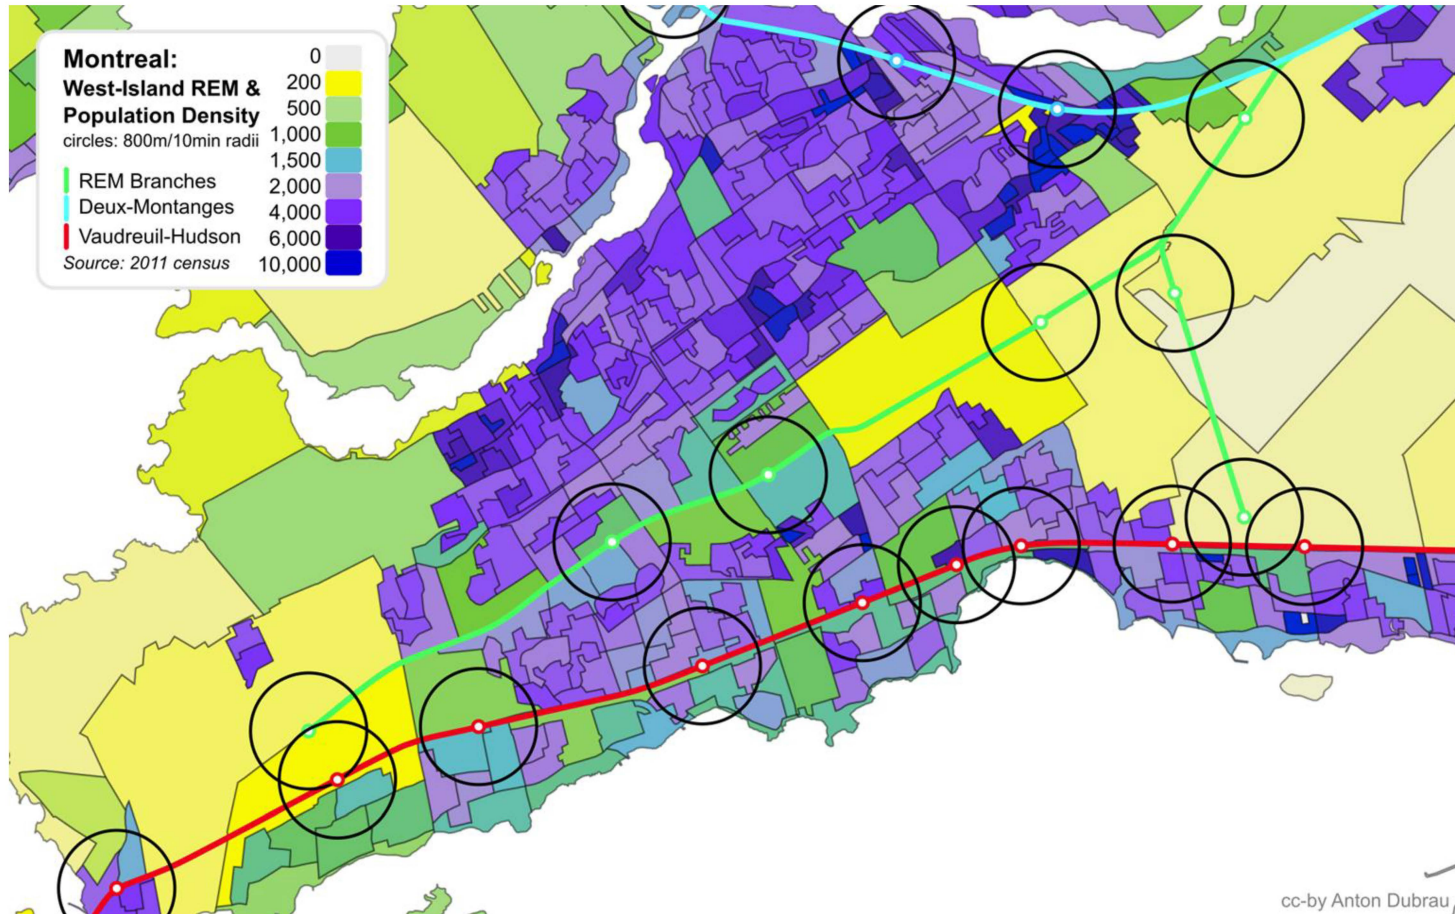 Montreal:
West-Island REM &
Population Density
circles: 800m/10min radii
REM Branches
Deux-Montanges
Vaudreuil-Hudson
Source: 2011 census
0
200
500
1,000
1,500
2,000
4,000
6,000
10,000
cc-by Anton Dubrau